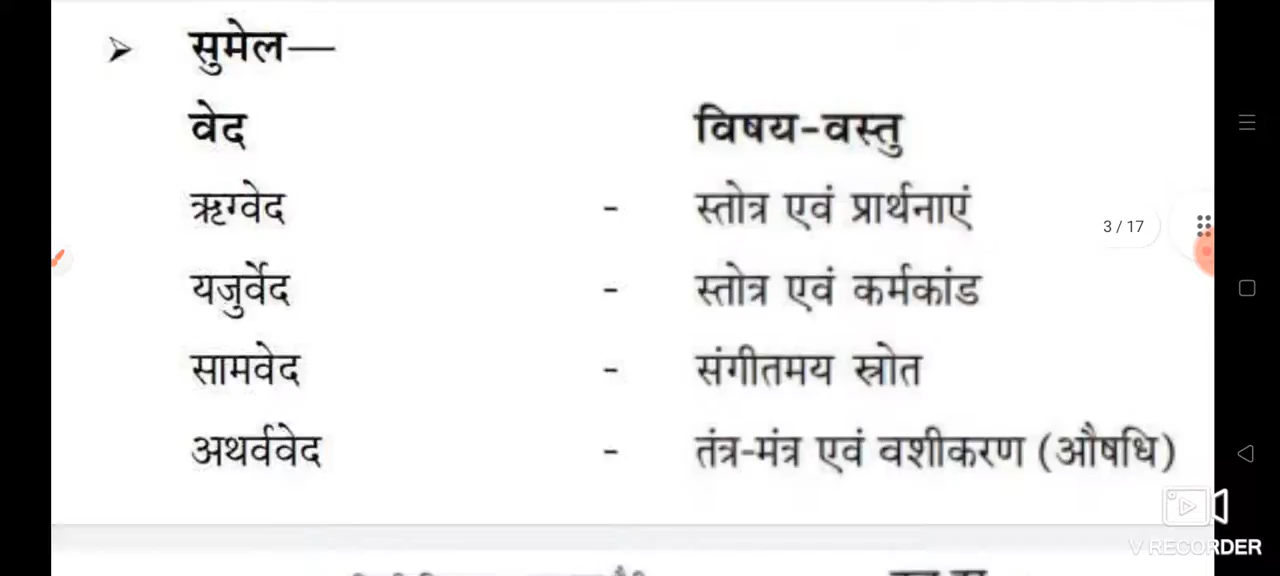 ➤ सुमेल—
वेद विषय-वस्तु
ऋग्वेद - स्तोत्र एवं प्रार्थनाएं
3 / 17
यजुर्वेद - स्तोत्र एवं कर्मकांड
सामवेद - संगीतमय स्रोत
अथर्ववेद - तंत्र-मंत्र एवं वशीकरण (औषधि)
V RECORDER